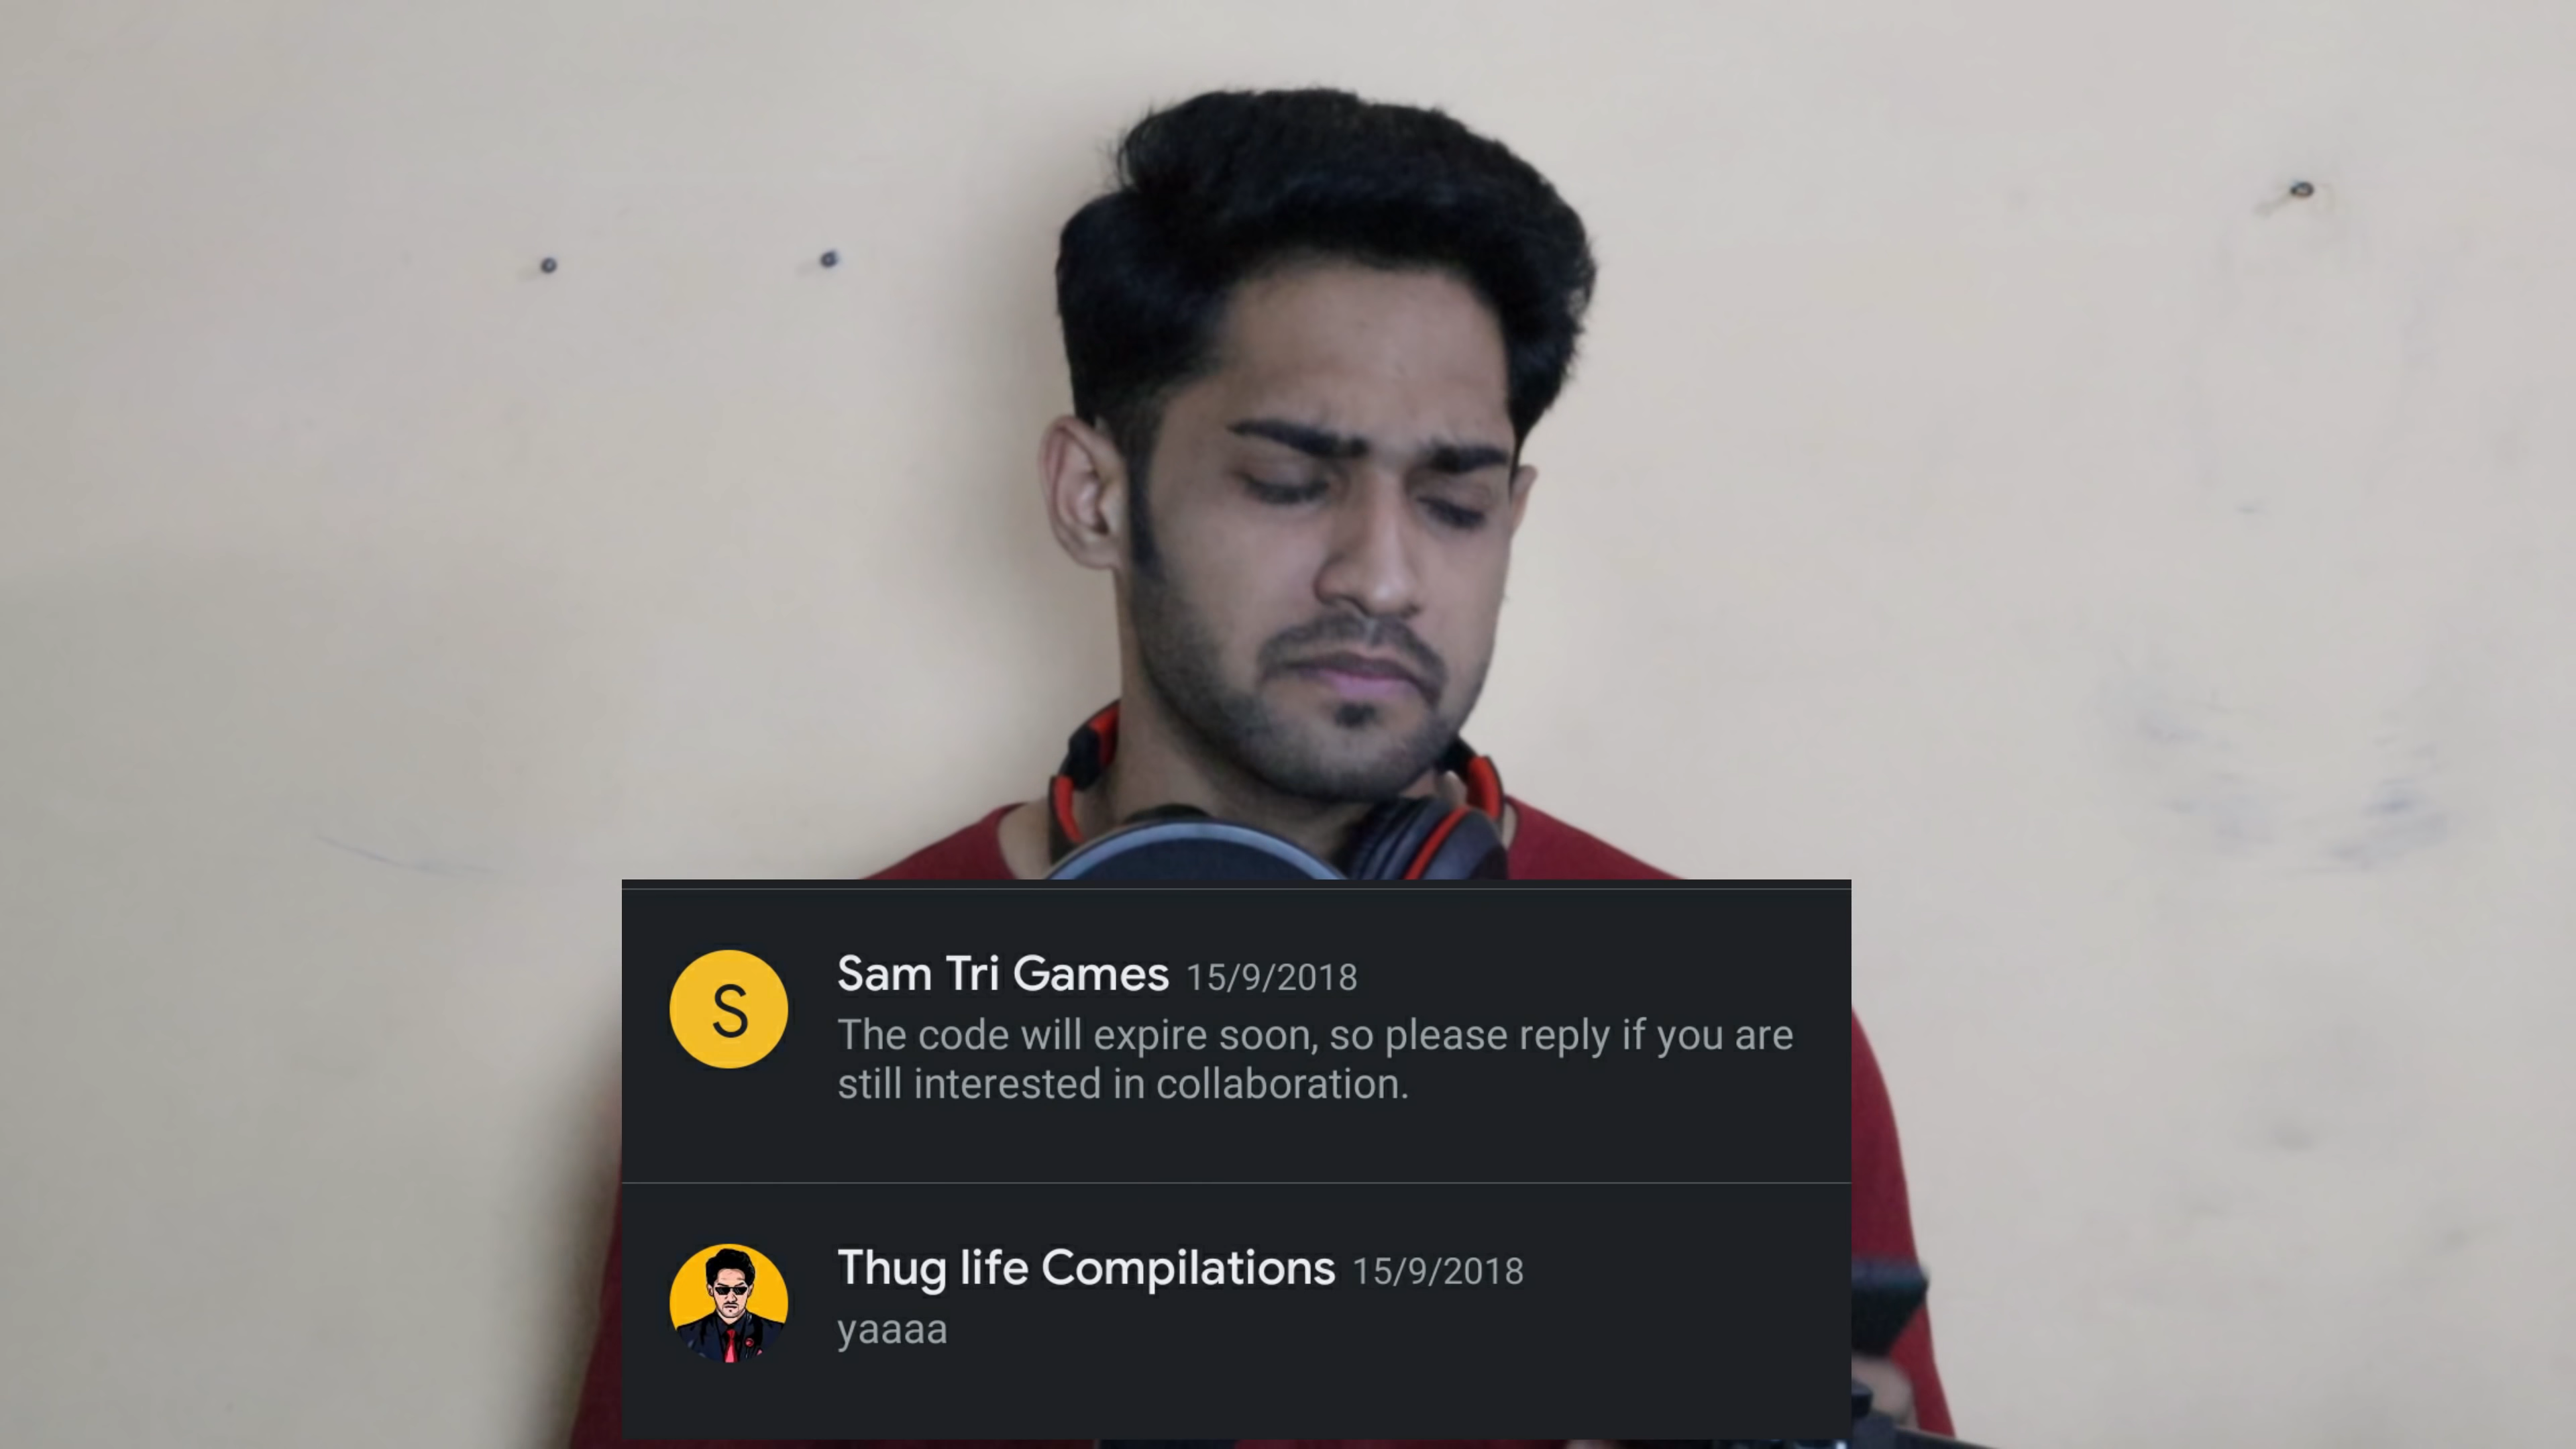 S
Sam Tri Games 15/9/2018
The code will expire soon, so please reply if you are
still interested in collaboration.
Thug life Compilations 15/9/2018
yaaaa